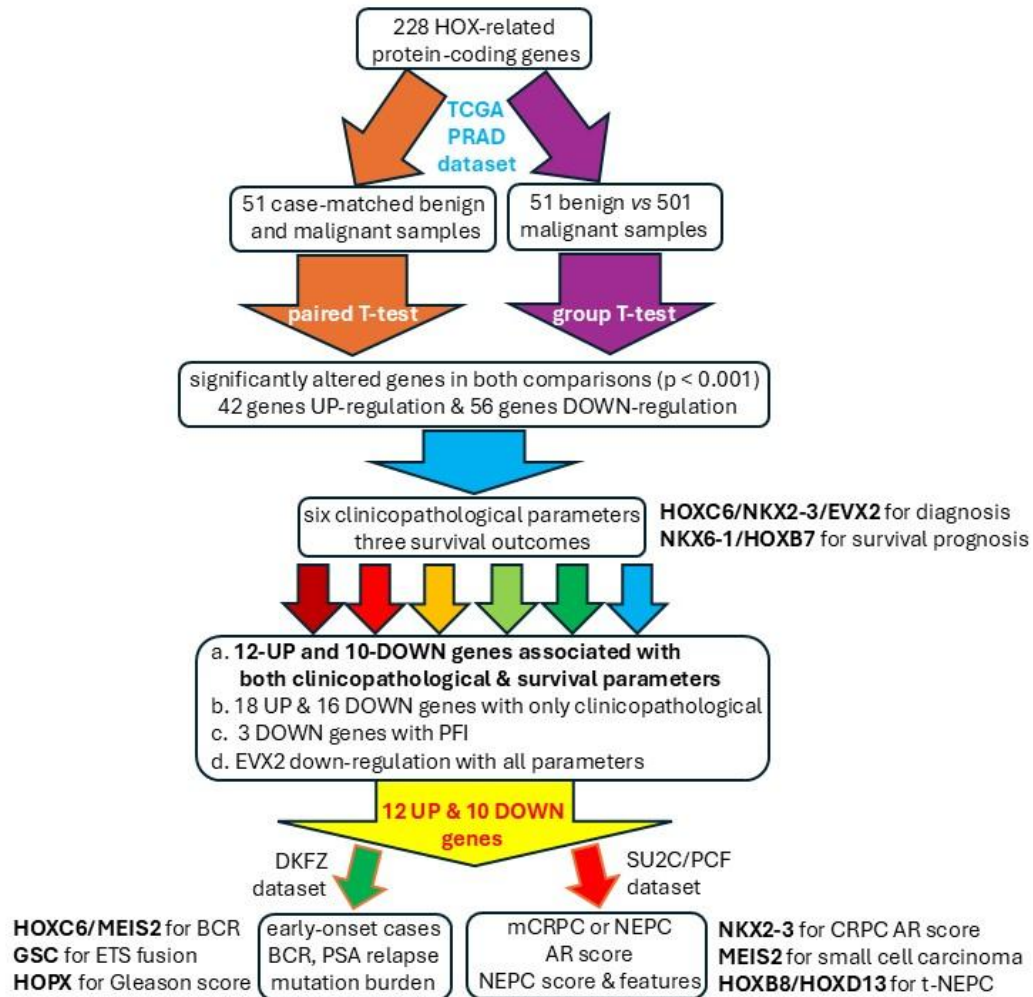 228 HOX-related
protein-coding genes
TCGA
PRAD
dataset
51 case-matched benign
and malignant samples
51 benign vs 501
malignant samples
paired T-test
group T-test
significantly altered genes in both comparisons (p < 0.001)
42 genes UP-regulation & 56 genes DOWN-regulation
six clinicopathological parameters
three survival outcomes
HOXC6/NKX2-3/EVX2 for diagnosis
NKX6-1/HOXB7 for survival prognosis
a. 12-UP and 10-DOWN genes associated with
both clinicopathological & survival parameters
b. 18 UP & 16 DOWN genes with only clinicopathological
c. 3 DOWN genes with PFI
d. EVX2 down-regulation with all parameters
12 UP & 10 DOWN
genes
DKFZ
dataset
SU2C/PCF
dataset
HOXC6/MEIS2 for BCR
GSC for ETS fusion
HOPX for Gleason score
early-onset cases
BCR, PSA relapse
mutation burden
mCRPC or NEPC
AR score
NEPC score & features
NKX2-3 for CRPC AR score
MEIS2 for small cell carcinoma
HOXB8/HOXD13 for t-NEPC